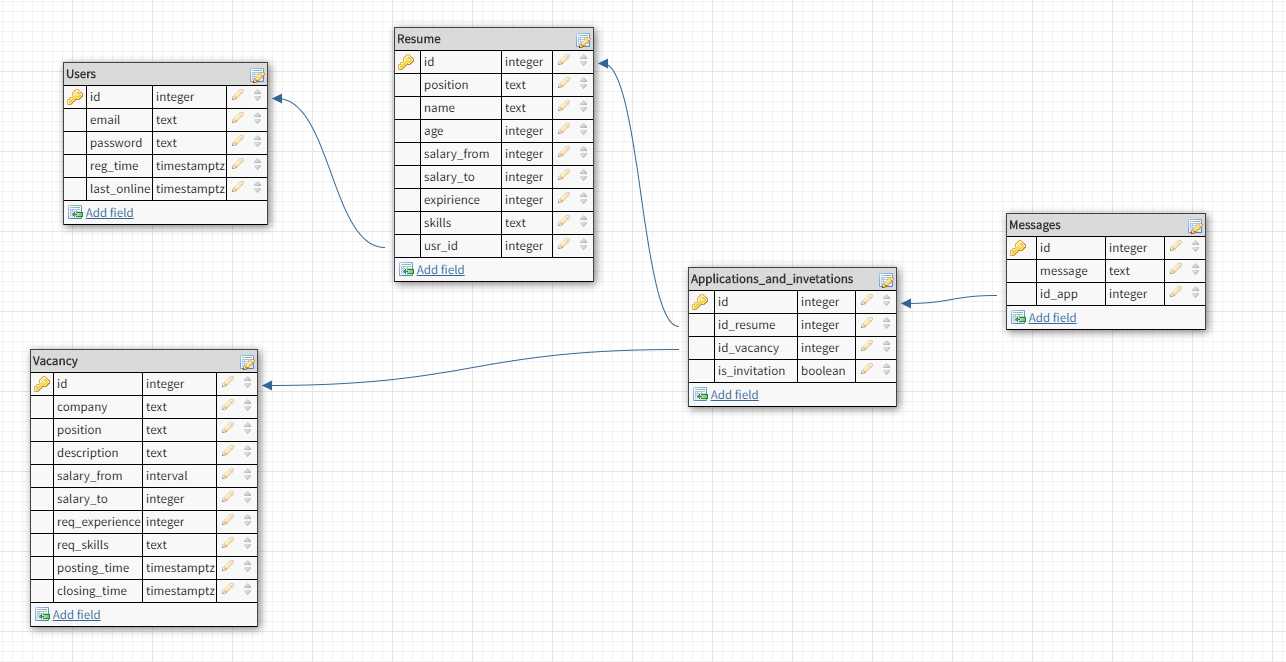 Users
id integer
email text
password text
reg_time timestamptz
last_online timestamptz
Add field
Resume
id integer
position text
name text
age integer
salary_from integer
salary_to integer
expirience integer
skills text
usr_id integer
Add field
Messages
id integer
message text
id_app integer
Add field
Applications_and_invetations
id integer
id_resume integer
id_vacancy integer
is_invitation boolean
Add field
Vacancy
id integer
company text
position text
description text
salary_from interval
salary_to integer
req_experience integer
req_skills text
posting_time timestamptz
closing_time timestamptz
Add field